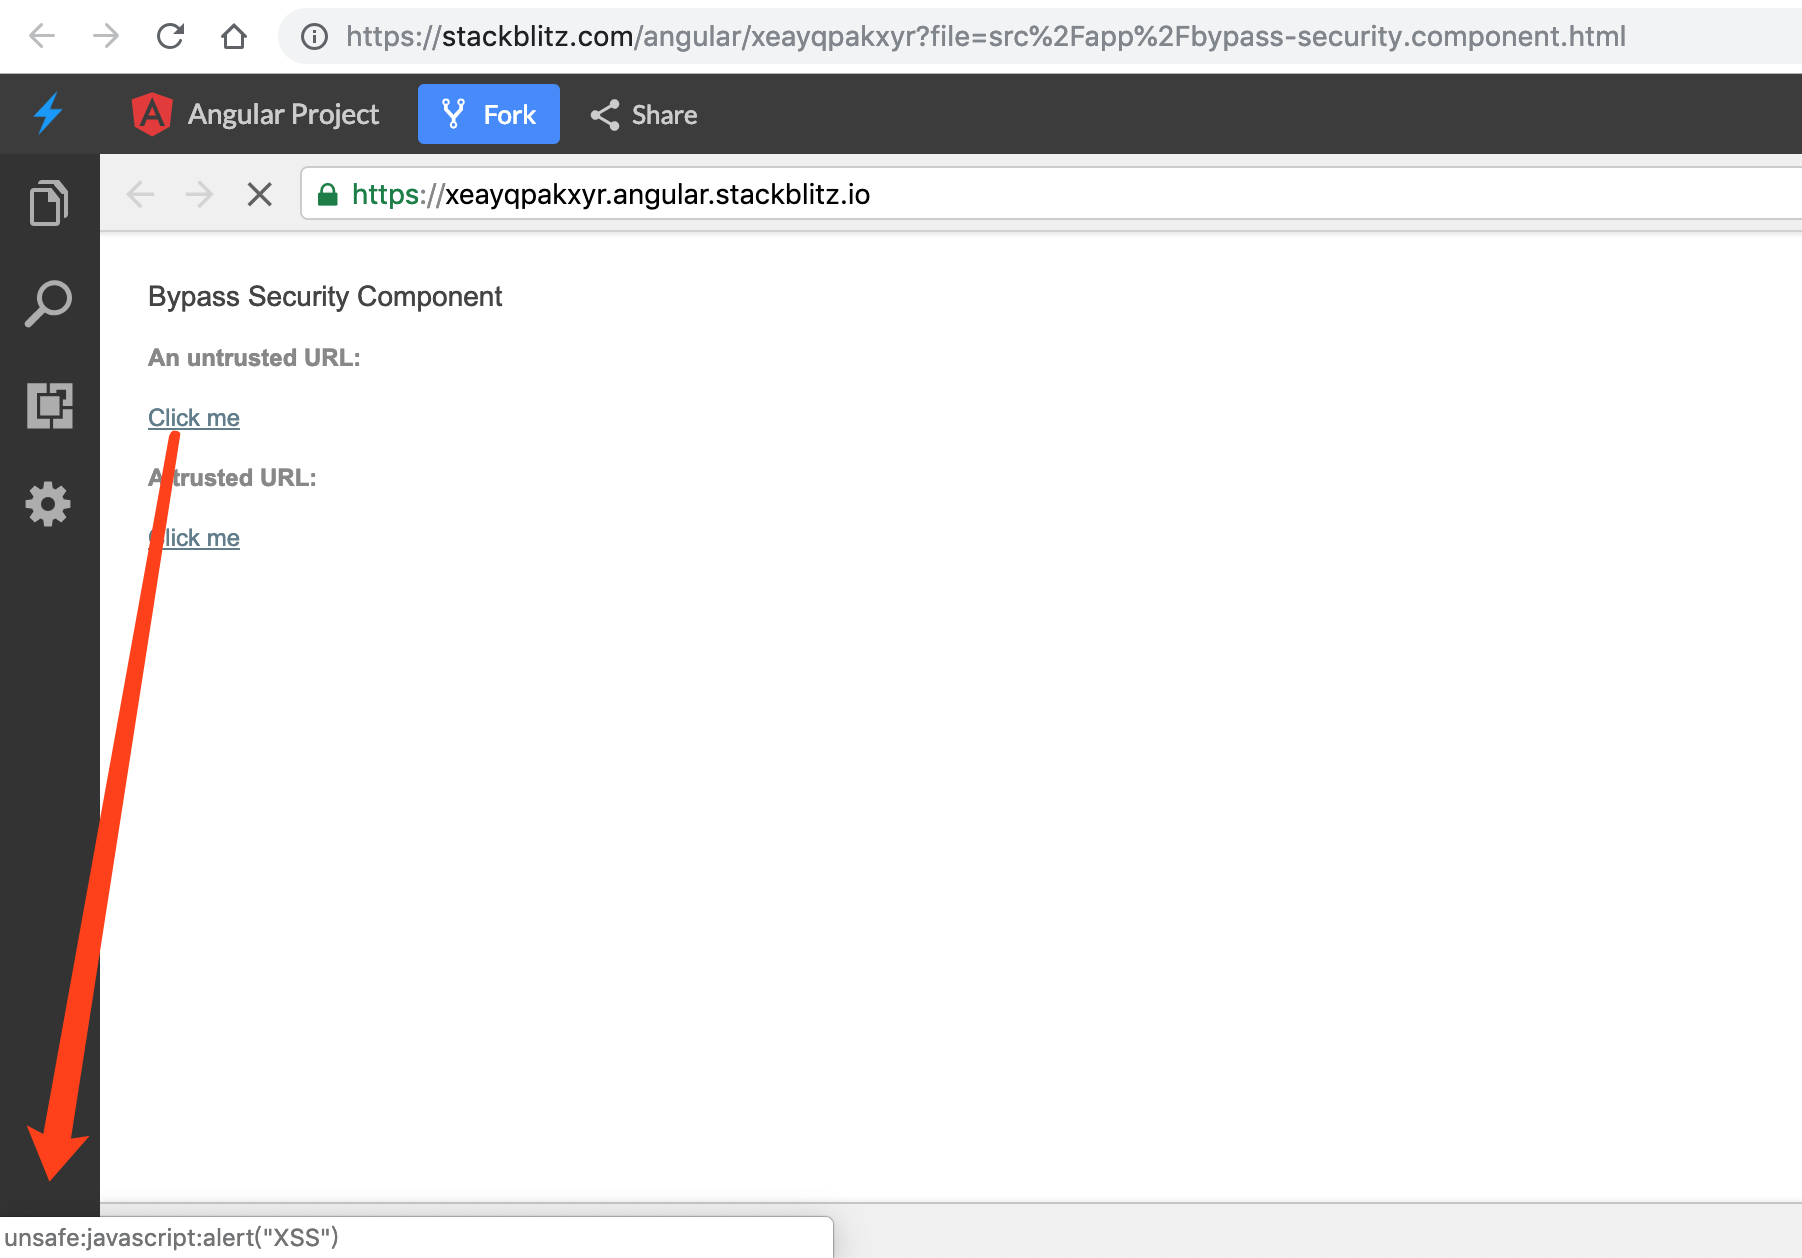 https://stackblitz.com/angular/xeayqpakxyr?file=src%2Fapp%2Fbypass-security.component.html
Angular Project Fork Share
https://xeayqpakxyr.angular.stackblitz.io
Bypass Security Component
An untrusted URL:
Click me
A trusted URL:
Click me
unsafe:javascript:alert("XSS")